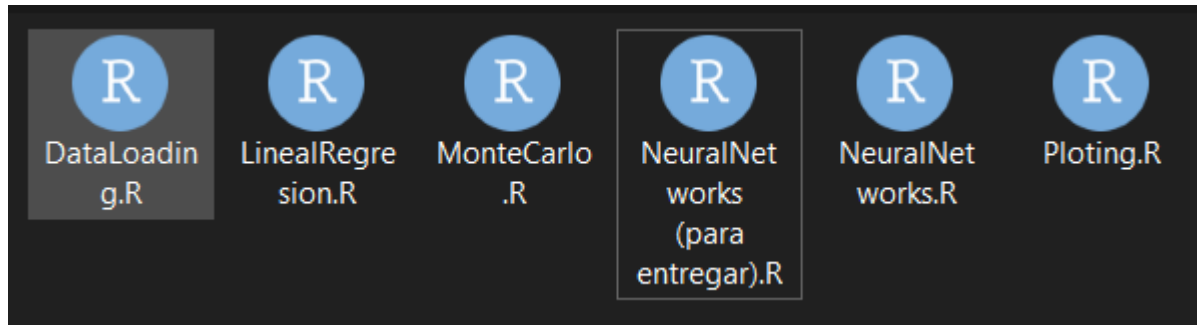 R R R R R R
DataLoadin
g.R
LinealRegre
sion.R
MonteCarlo
.R
NeuralNet
works
(para
entregar).R
NeuralNet
works.R
Ploting.R